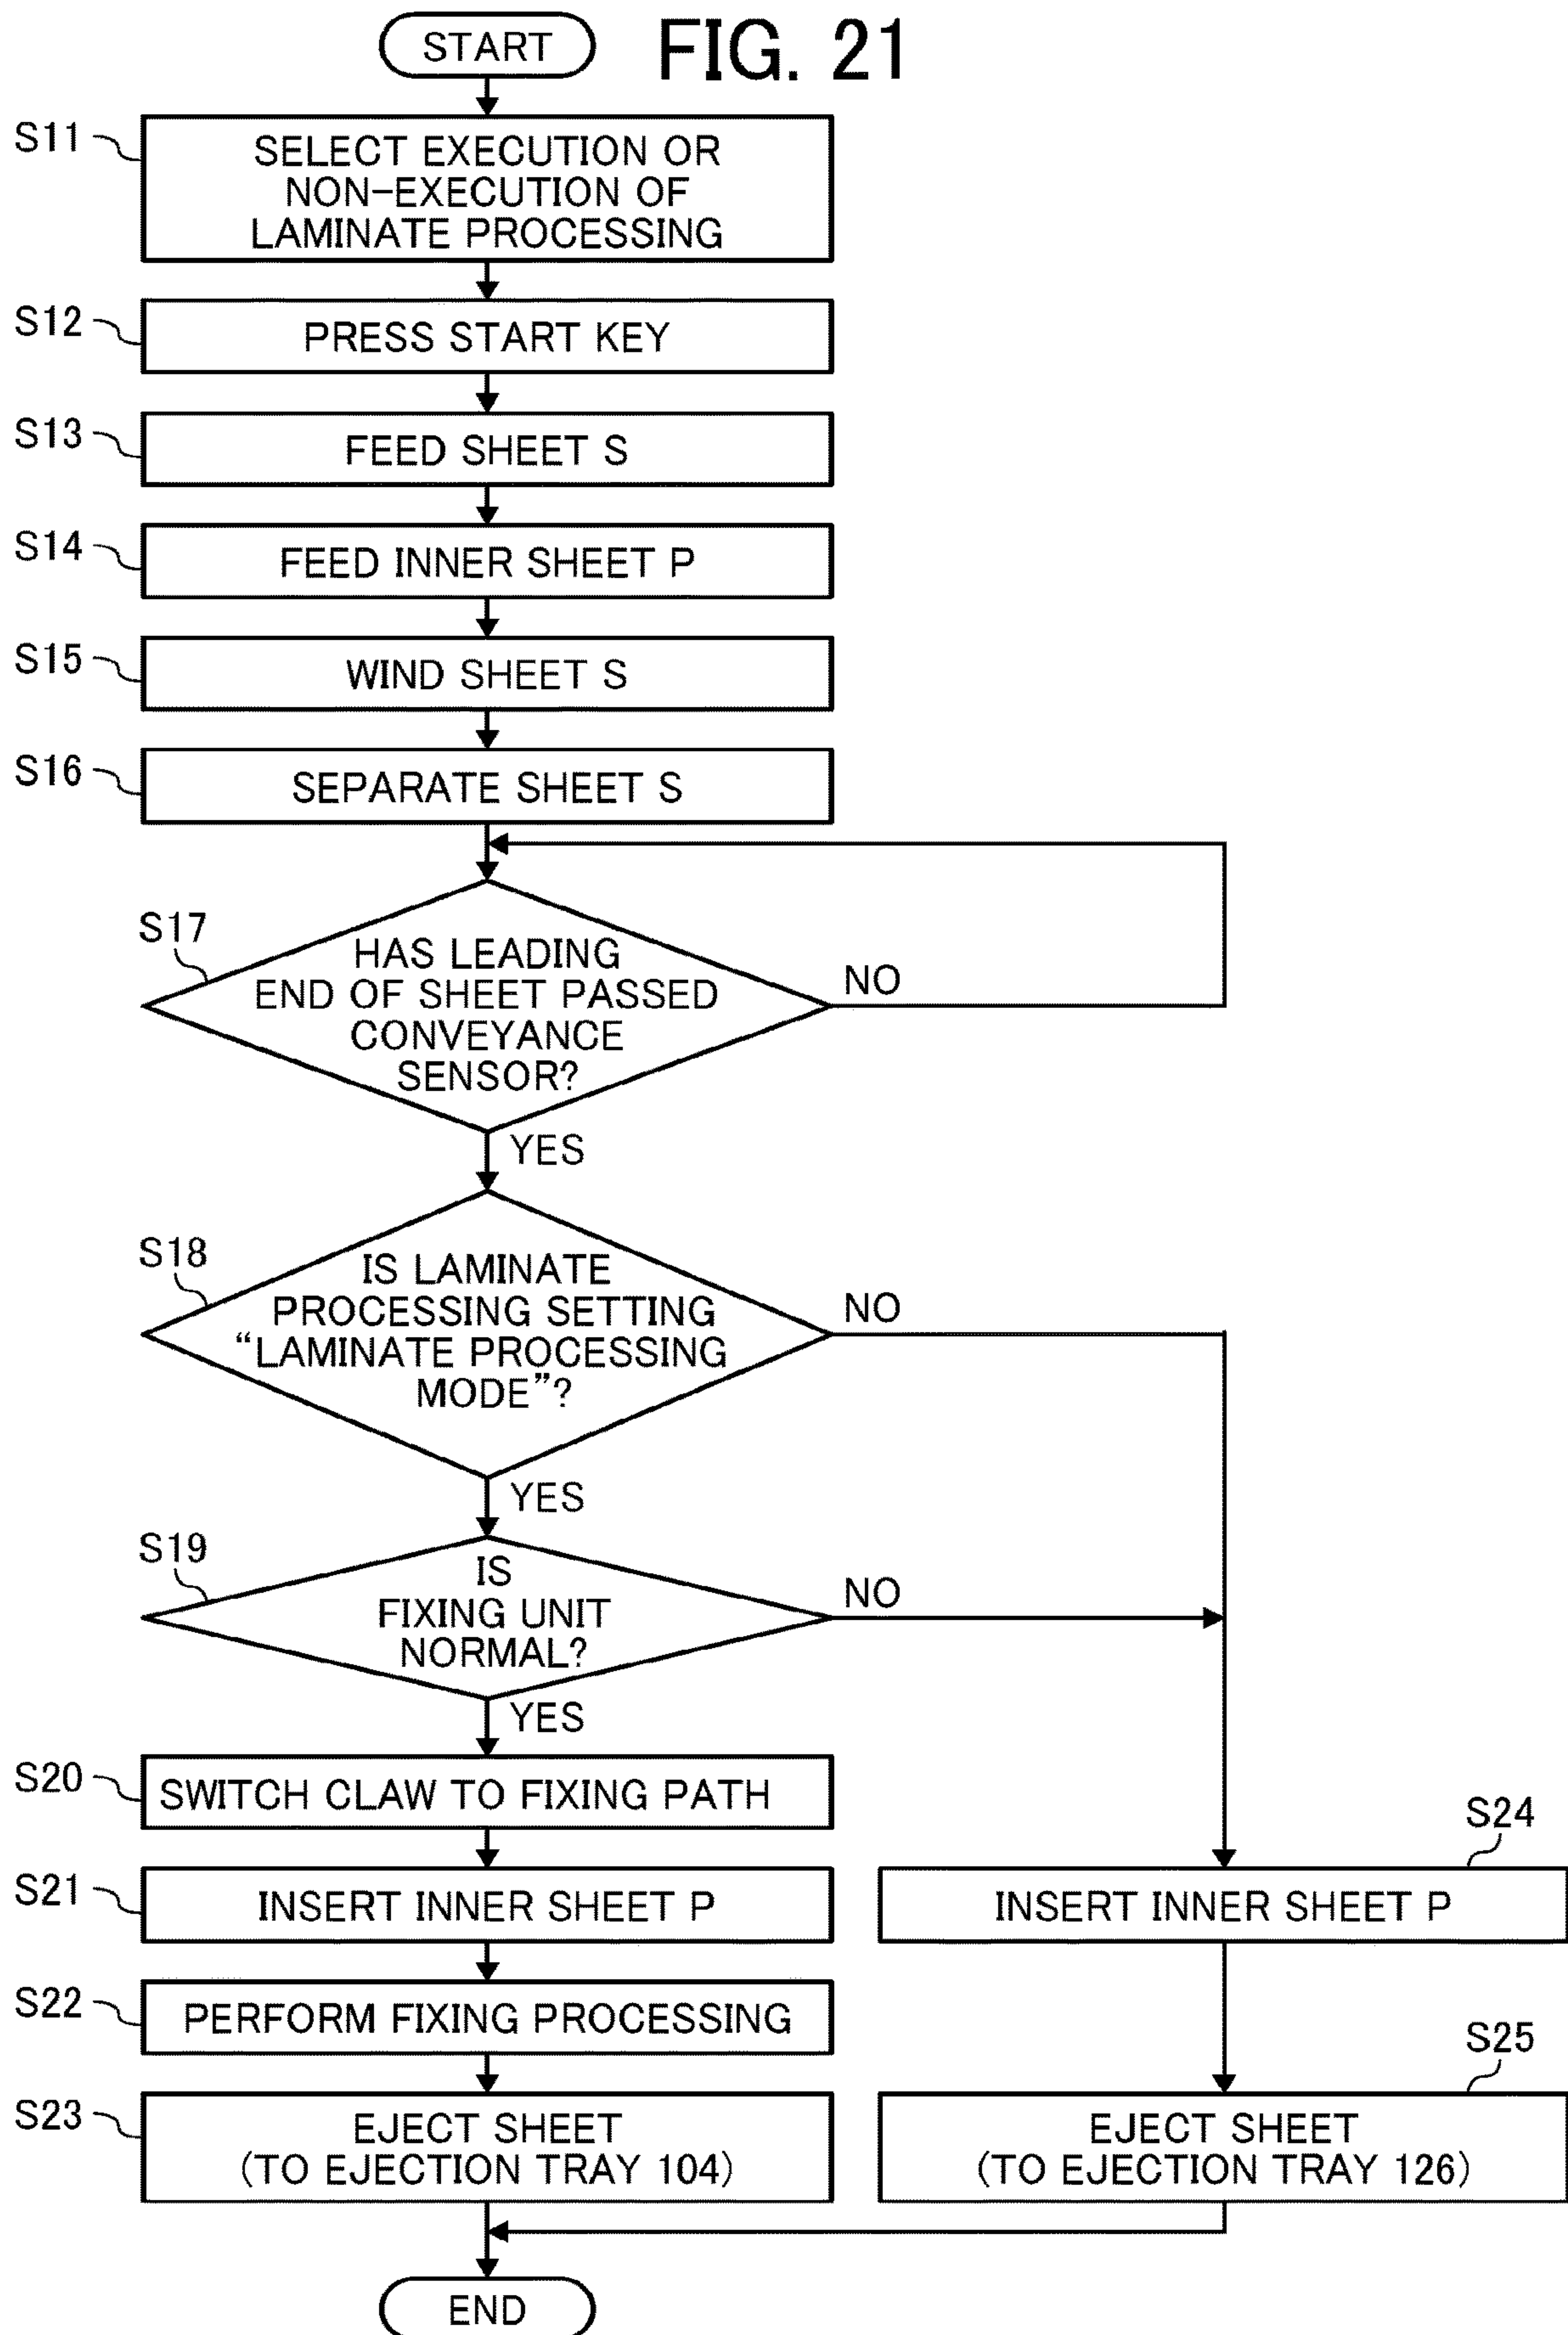 START
FIG. 21
S11
SELECT EXECUTION OR
NON-EXECUTION OF
LAMINATE PROCESSING
S12
PRESS START KEY
S13
FEED SHEET S
S14
FEED INNER SHEET P
S15
WIND SHEET S
S16
SEPARATE SHEET S
S17
HAS LEADING
END OF SHEET PASSED
CONVEYANCE
SENSOR?
NO
YES
S18
IS LAMINATE
PROCESSING SETTING
“LAMINATE PROCESSING
MODE”?
NO
YES
S19
IS
FIXING UNIT
NORMAL?
NO
YES
S20
SWITCH CLAW TO FIXING PATH
S21
INSERT INNER SHEET P
S24
INSERT INNER SHEET P
S22
PERFORM FIXING PROCESSING
S23
EJECT SHEET
(TO EJECTION TRAY 104)
S25
EJECT SHEET
(TO EJECTION TRAY 126)
END